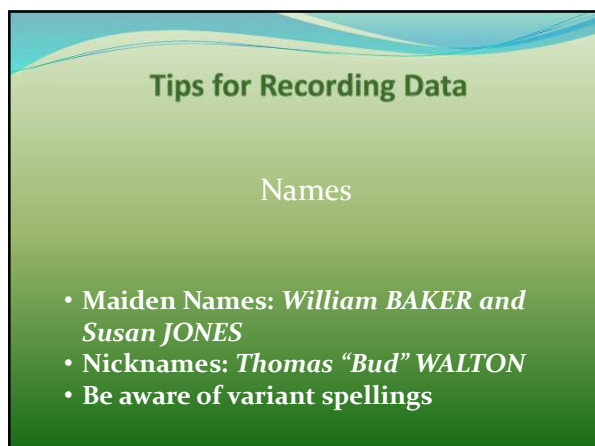 Tips for Recording Data
Names
• Maiden Names: William BAKER and
Susan JONES
• Nicknames: Thomas “Bud” WALTON
• Be aware of variant spellings